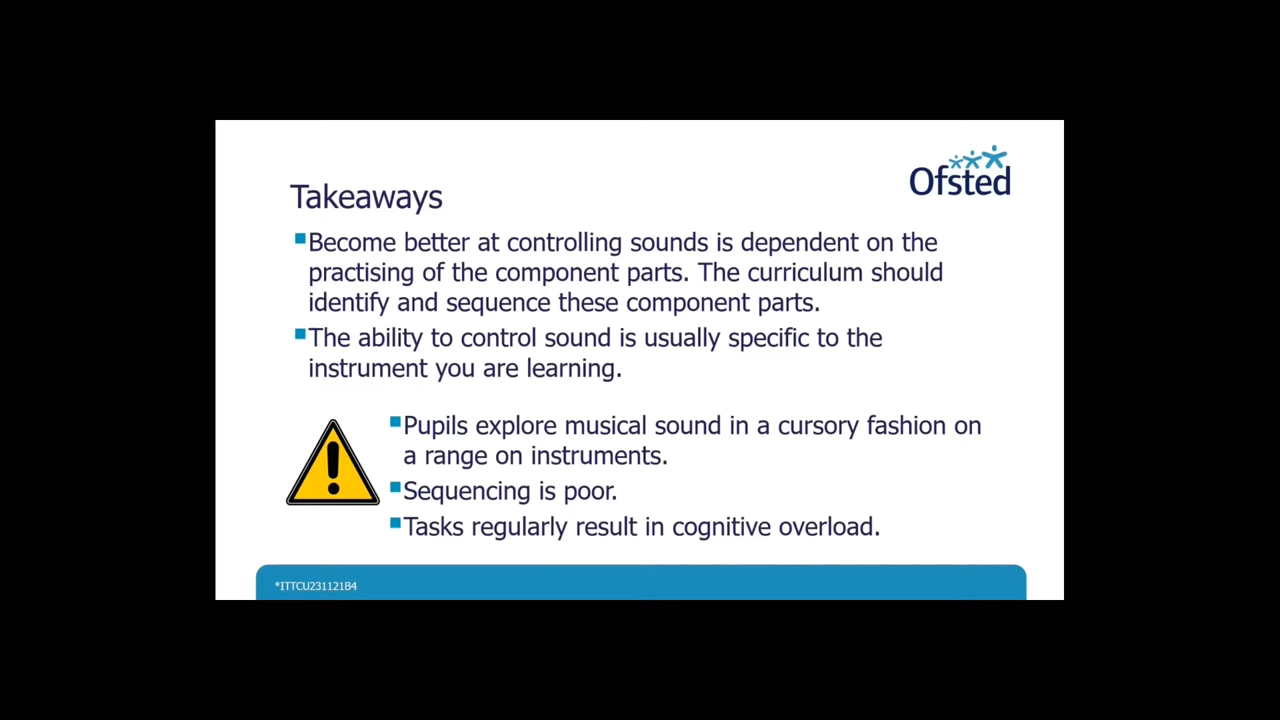 Ofsted
Takeaways
Become better at controlling sounds is dependent on the
practising of the component parts. The curriculum should
identify and sequence these component parts.
The ability to control sound is usually specific to the
instrument you are learning.
Pupils explore musical sound in a cursory fashion on
a range on instruments.
Sequencing is poor.
Tasks regularly result in cognitive overload.
*ITTCU231121B4